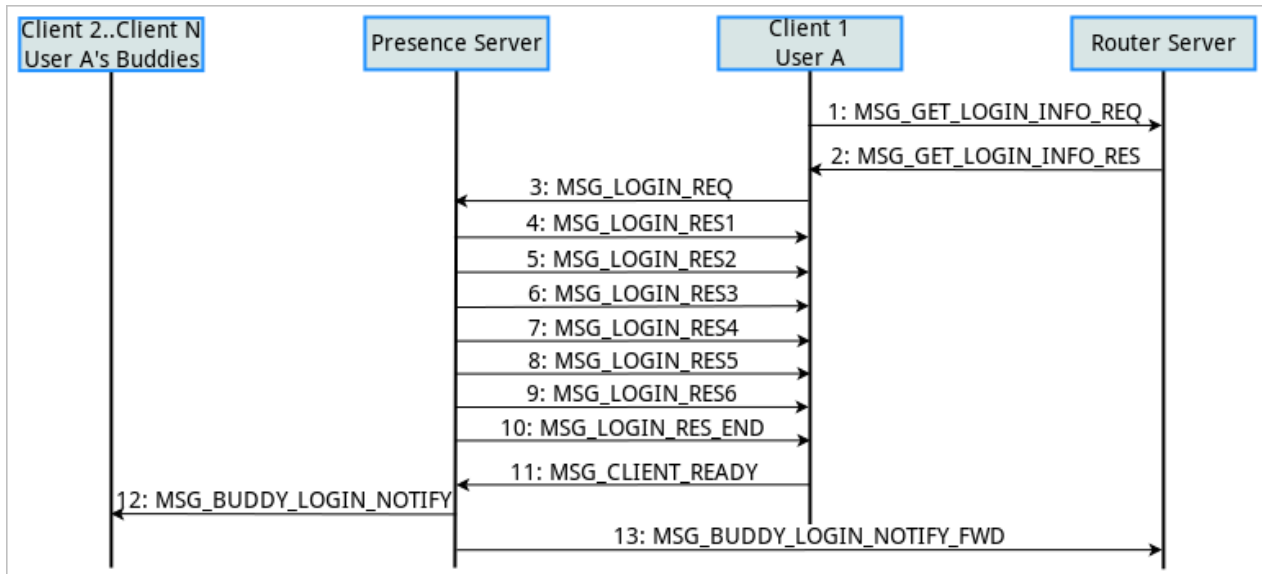 Client 2..Client N
User A's Buddies
Presence Server
Client 1
User A
Router Server
1: MSG_GET_LOGIN_INFO_REQ
2: MSG_GET_LOGIN_INFO_RES
3: MSG_LOGIN_REQ
4: MSG_LOGIN_RES1
5: MSG_LOGIN_RES2
6: MSG_LOGIN_RES3
7: MSG_LOGIN_RES4
8: MSG_LOGIN_RES5
9: MSG_LOGIN_RES6
10: MSG_LOGIN_RES_END
11: MSG_CLIENT_READY
12: MSG_BUDDY_LOGIN_NOTIFY
13: MSG_BUDDY_LOGIN_NOTIFY_FWD